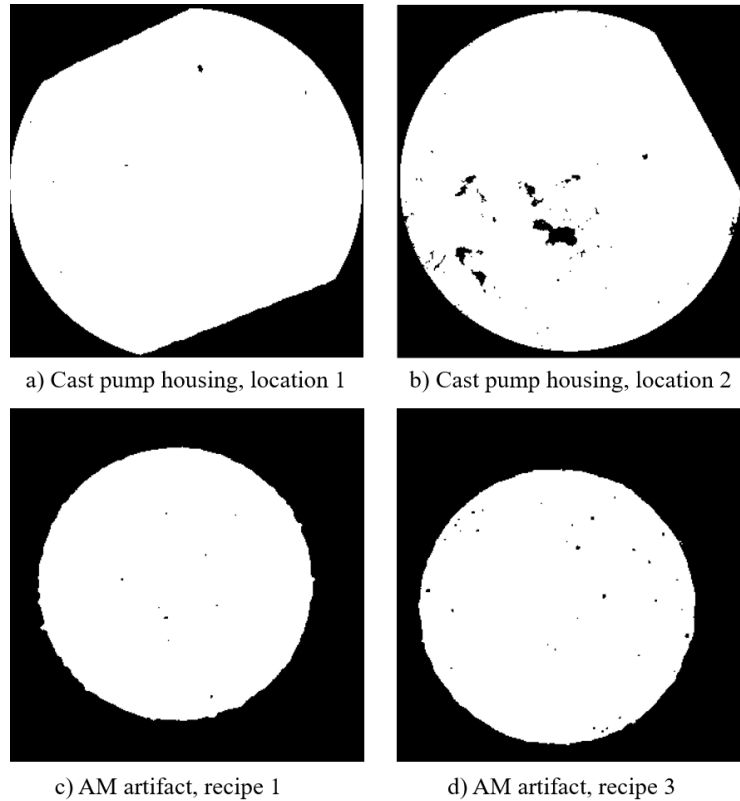 a) Cast pump housing, location 1
b) Cast pump housing, location 2
c) AM artifact, recipe 1
d) AM artifact, recipe 3